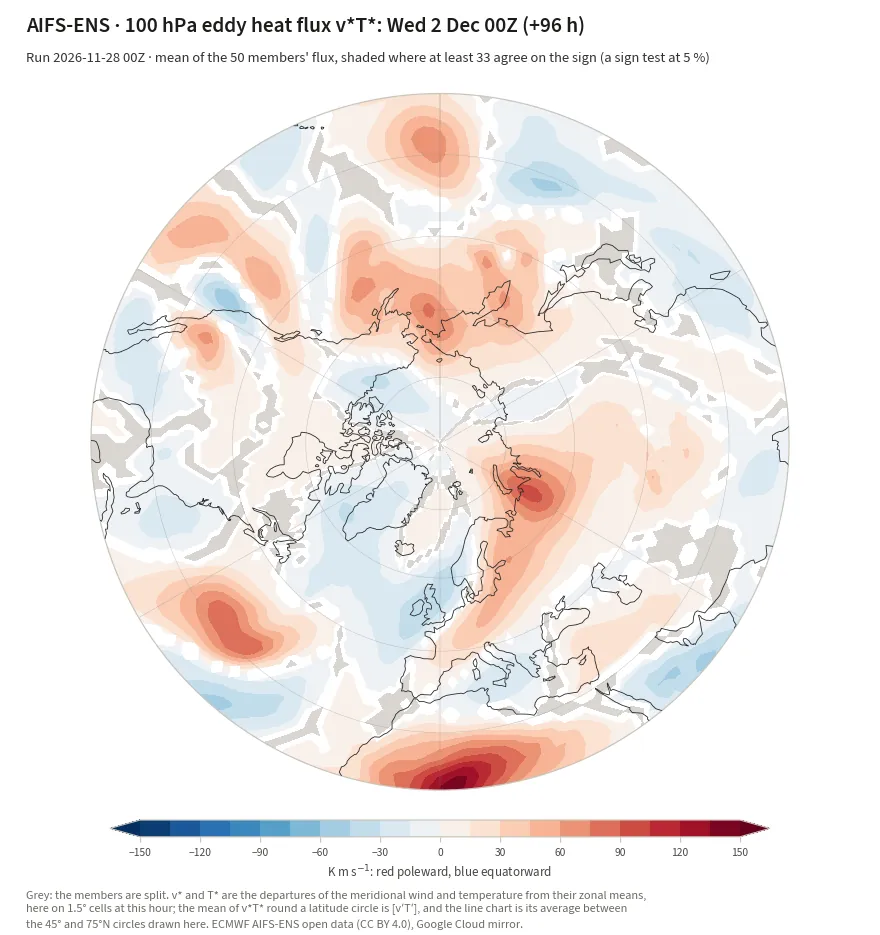 AIFS-ENS · 100 hPa eddy heat flux v*T*: Wed 2 Dec 00Z (+96 h)
Run 2026-11-28 00Z · mean of the 50 members' flux, shaded where at least 33 agree on the sign (a sign test at 5 %)
−150 −120 −90 −60 −30 0 30 60 90 120 150
K m s⁻¹: red poleward, blue equatorward
Grey: the members are split. v* and T* are the departures of the meridional wind and temperature from their zonal means,
here on 1.5° cells at this hour; the mean of v*T* round a latitude circle is [v'T'], and the line chart is its average between
the 45° and 75°N circles drawn here. ECMWF AIFS-ENS open data (CC BY 4.0), Google Cloud mirror.